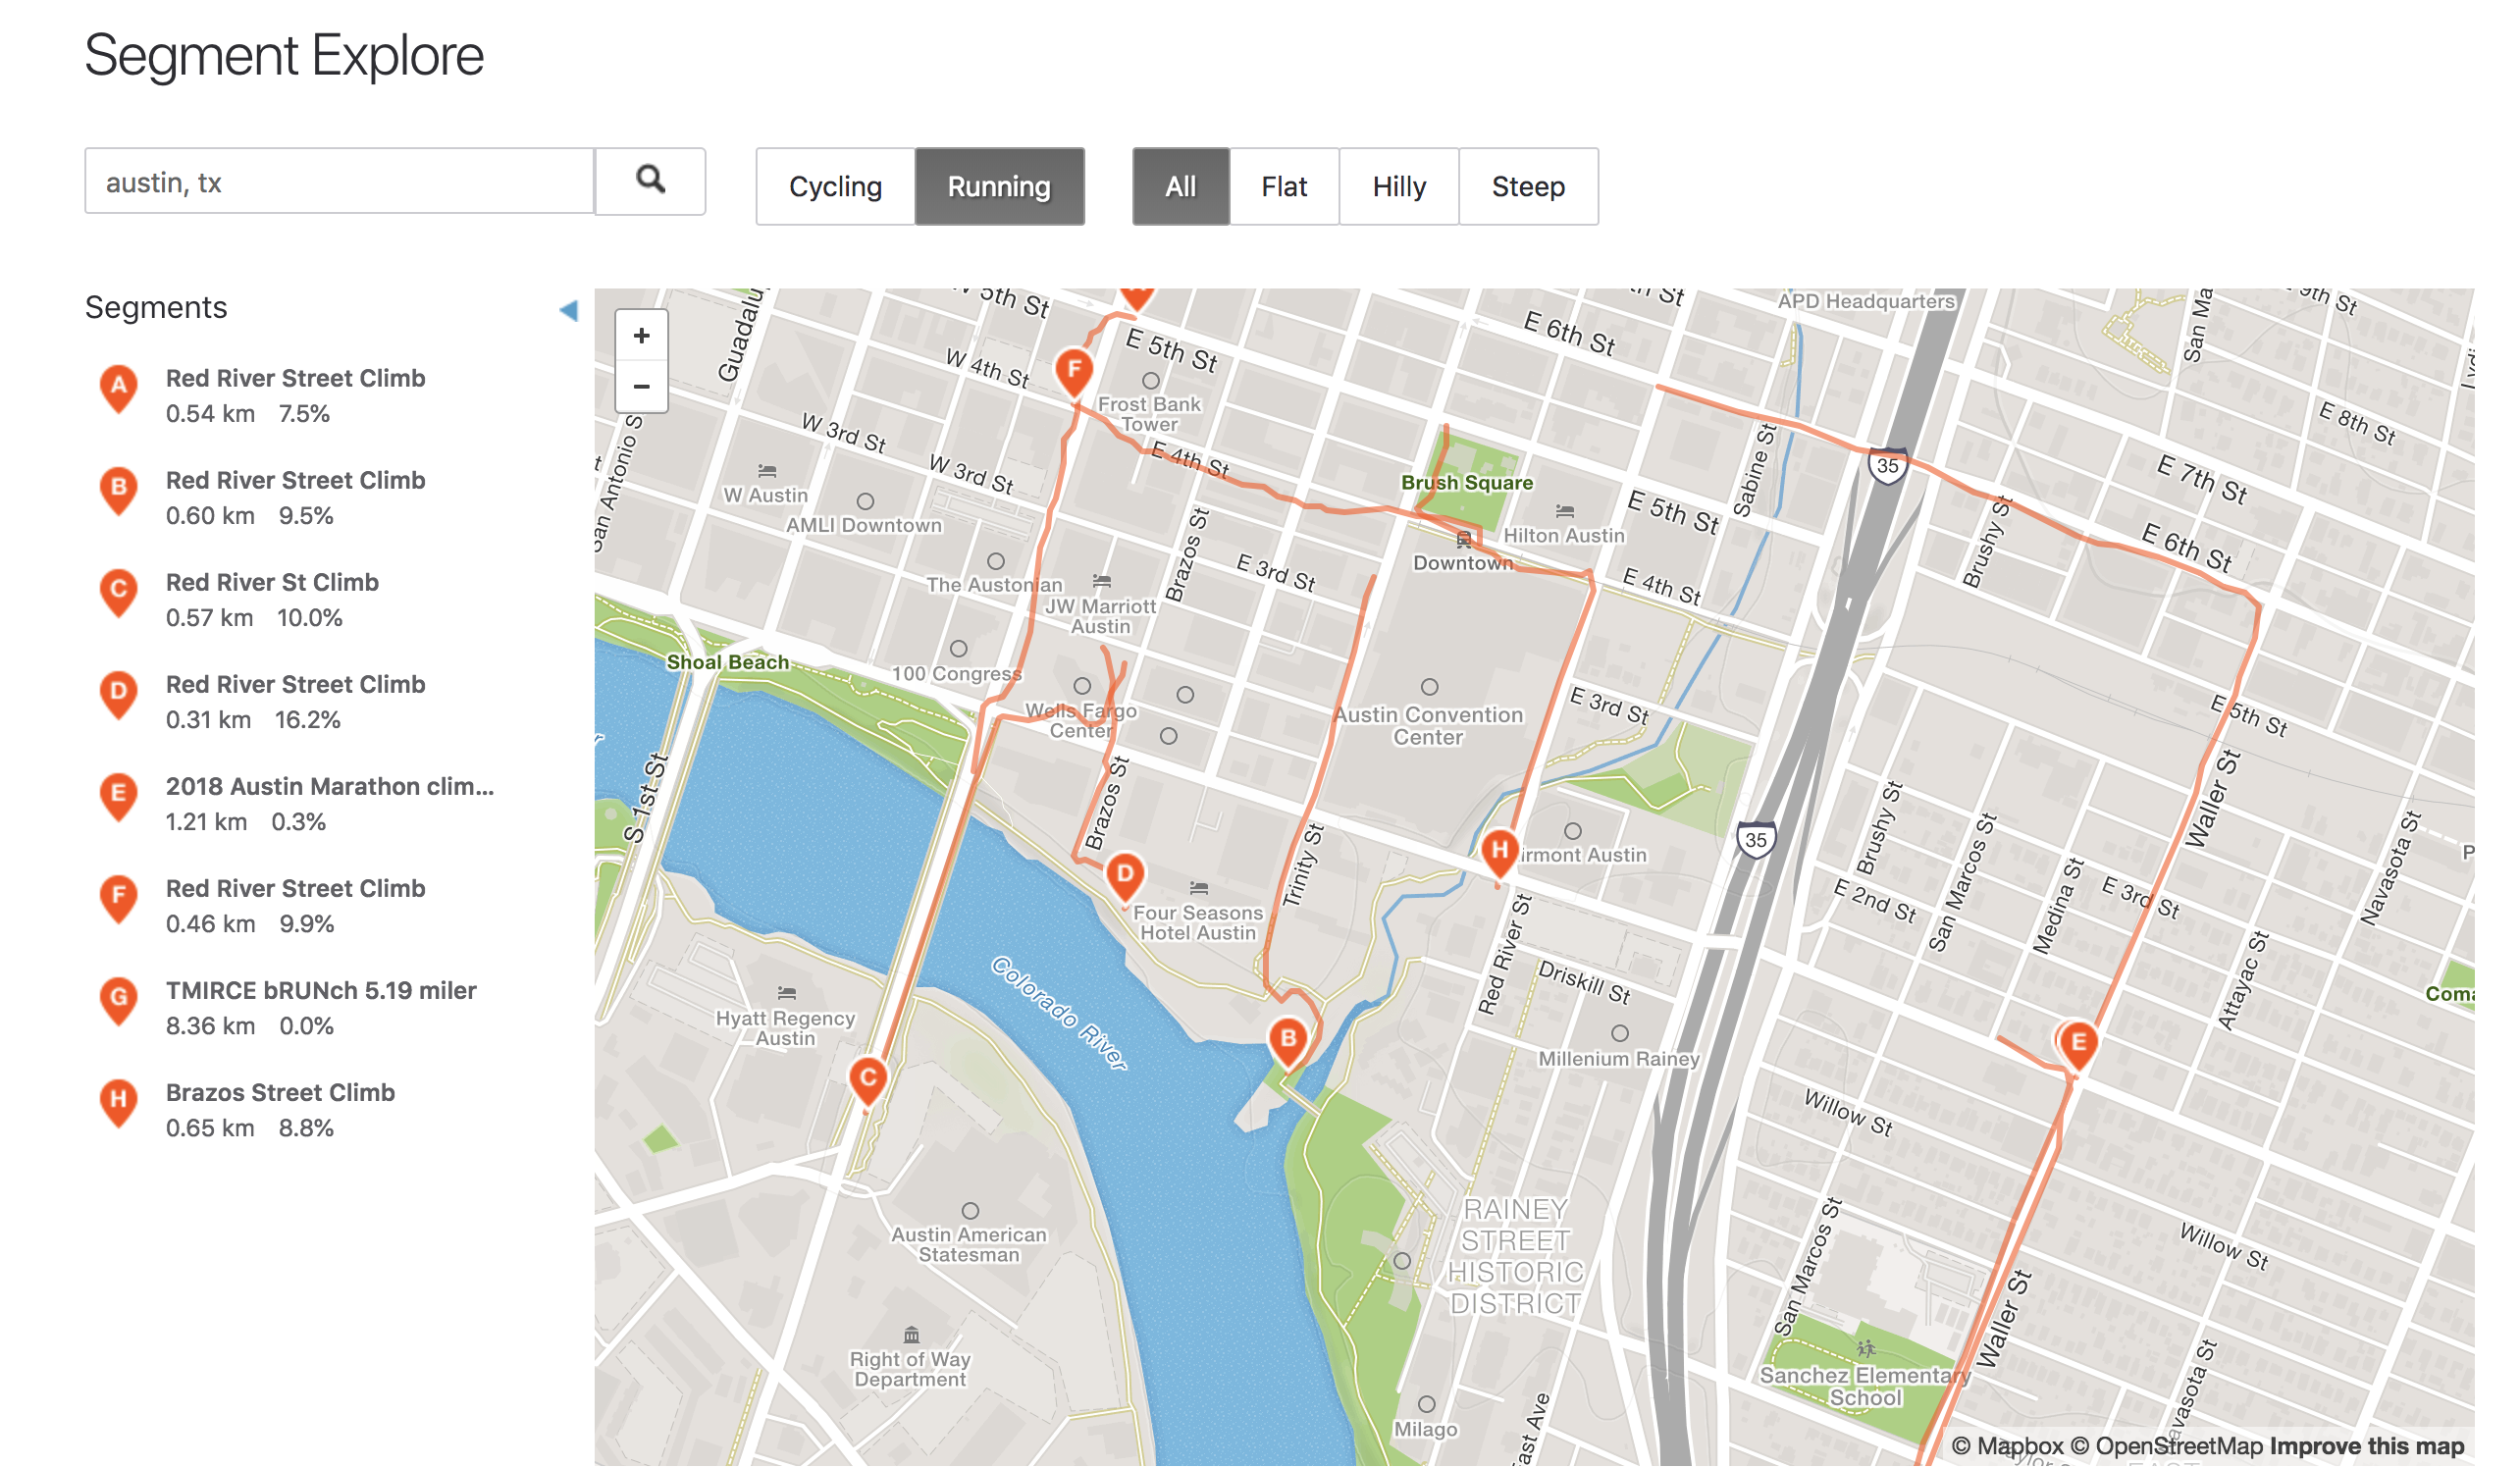 Segment Explore
austin, tx
Cycling
Running
All
Flat
Hilly
Steep
Segments
A
Red River Street Climb
0.54 km 7.5%
B
Red River Street Climb
0.60 km 9.5%
C
Red River St Climb
0.57 km 10.0%
D
Red River Street Climb
0.31 km 16.2%
E
2018 Austin Marathon clim...
1.21 km 0.3%
F
Red River Street Climb
0.46 km 9.9%
G
TMIRCE bRUNch 5.19 miler
8.36 km 0.0%
H
Brazos Street Climb
0.65 km 8.8%
+
−
Guadalu
W 5th St
E 5th St
E 6th St
APD Headquarters
9th St
San Ma
F
W 4th St
Frost Bank
Tower
E 8th St
W 3rd St
E 4th St
W 3rd St
San Antonio S
W Austin
AMLI Downtown
Brush Square
Hilton Austin
E 5th St
Sabine St
35
E 7th St
E 6th St
Brushy St
Downtown
E 3rd St
E 4th St
Brazos St
The Austonian
JW Marriott
Austin
Shoal Beach
100 Congress
Wells Fargo
Center
Austin Convention
Center
E 3rd St
E 5th St
S 1st St
Brazos St
Trinity St
H
irmont Austin
35
Brushy St
San Marcos St
Medina St
Waller St
Navasota St
P
D
Four Seasons
Hotel Austin
E 2nd St
E 3rd St
Attayac St
Coma
Red River St
Driskill St
Colorado River
Hyatt Regency
Austin
B
C
Millenium Rainey
E
Willow St
Austin American
Statesman
RAINEY
STREET
HISTORIC
DISTRICT
San Marcos St
Willow St
Waller St
Right of Way
Department
Sanchez Elementary
School
Milago
ast Ave
vasota St
© Mapbox © OpenStreetMap Improve this map